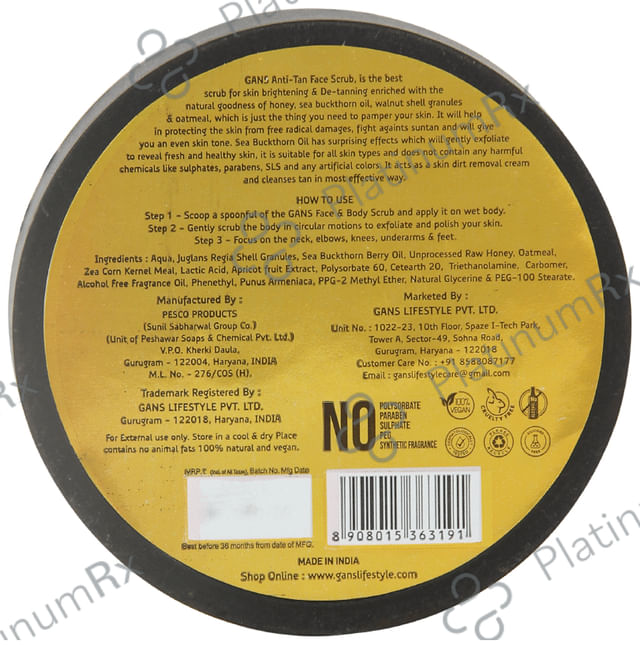 GANS Anti-Tan Face Scrub, is the best
scrub for skin brightening & De-tanning enriched with the
natural goodness of honey, sea buckthorn oil, walnut shell granules
& oatmeal, which is just the thing you need to pamper your skin. It will help
in protecting the skin from free radical damages, fight againts suntan and will give
you an even skin tone. Sea Buckthorn Oil has surprising effects which will gently exfoliate
to reveal fresh and healthy skin, it is suitable for all skin types and does not contain any harmful
chemicals like sulphates, parabens, SLS and any artificial colors. It acts as a skin dirt removal cream
and cleanses tan in most effective way.
HOW TO USE
Step 1 - Scoop a spoonful of the GANS Face & Body Scrub and apply it on wet body.
Step 2 - Gently scrub the body in circular motions to exfoliate and polish your skin.
Step 3 - Focus on the neck, elbows, knees, underarms & feet.
Ingredients : Aqua, Juglans Regia Shell Granules, Sea Buckthorn Berry Oil, Unprocessed Raw Honey, Oatmeal,
Zea Corn Kernel Meal, Lactic Acid, Apricot Fruit Extract, Polysorbate 60, Cetearth 20, Triethanolamine, Carbomer,
Alcohol Free Fragrance Oil, Phenethyl, Punus Armeniaca, PPG-2 Methyl Ether, Natural Glycerine & PEG-100 Stearate.
Manufactured By :
PESCO PRODUCTS
(Sunil Sabharwal Group Co.)
(Unit of Peshawar Soaps & Chemical Pvt. Ltd.)
V.P.O. Kherki Daula,
Gurugram - 122004, Haryana, INDIA
M.L. No - 276/COS (H).
Marketed By :
GANS LIFESTYLE PVT. LTD.
Unit No. : 1022-23, 10th Floor, Spaze I-Tech Park,
Tower A, Sector-49, Sohna Road,
Gurugram, Haryana - 122018
Customer Care No. : +91 8588087177
Email : ganslifestylecare@gmail.com
Trademark Registered By :
GANS LIFESTYLE PVT. LTD.
Gurugram - 122018, Haryana, INDIA
For External use only. Store in a cool & dry Place
contains no animal fats 100% natural and vegan.
NO
POLYSORBATE
PARABEN
SULPHATE
PEG
SYNTHETIC FRAGRANCE
100%
VEGAN
CRUELTY FREE
PLEASE
RECYCLE
MRP.₹ (Incl. of All Taxes), Batch No. Mfg Date
8 908015 363191
Best before 36 months from date of MFG.
MADE IN INDIA
Shop Online : www.ganslifestyle.com
PlatinumRx
PlatinumRx
PlatinumRx
PlatinumRx